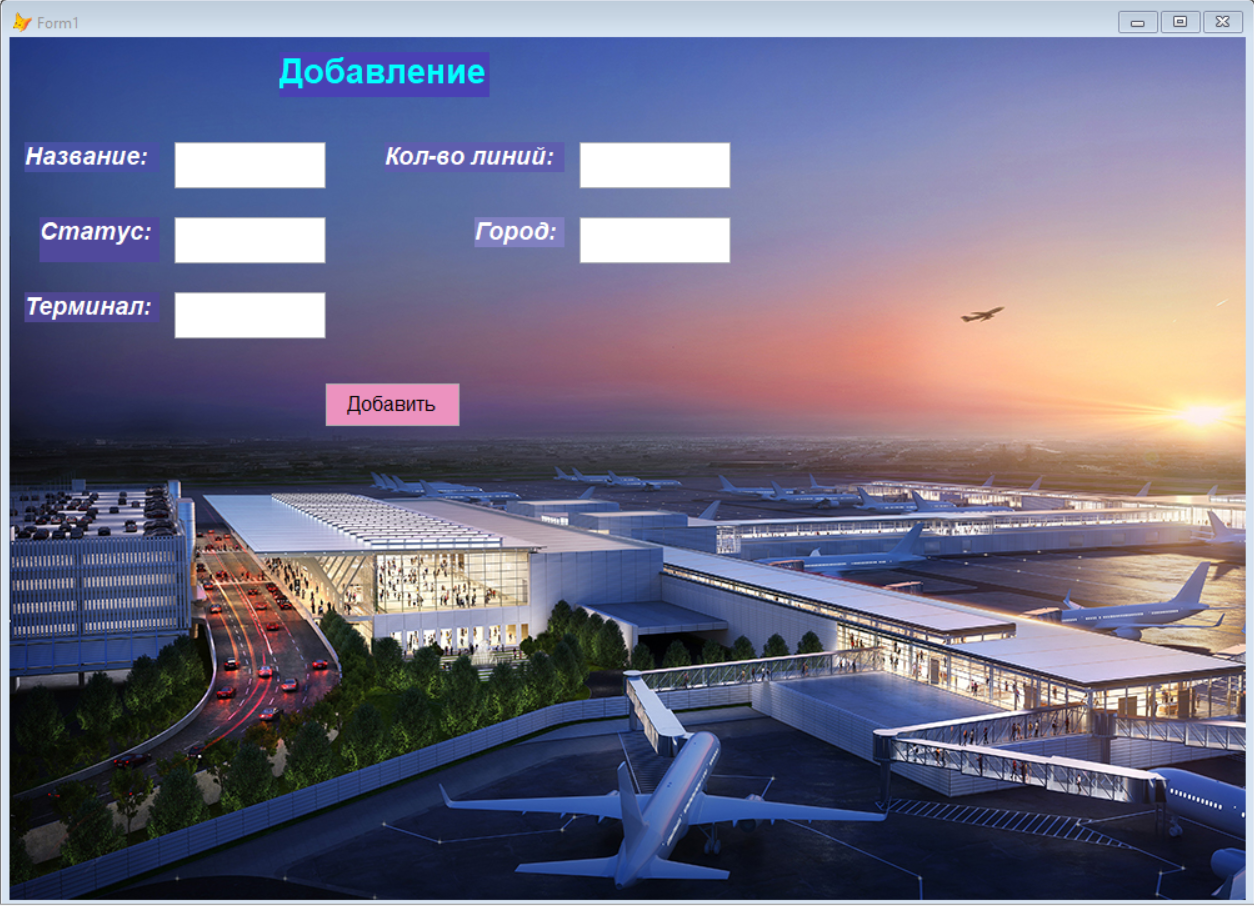 Form1
Добавление
Название:
Кол-во линий:
Статус:
Город:
Терминал:
Добавить